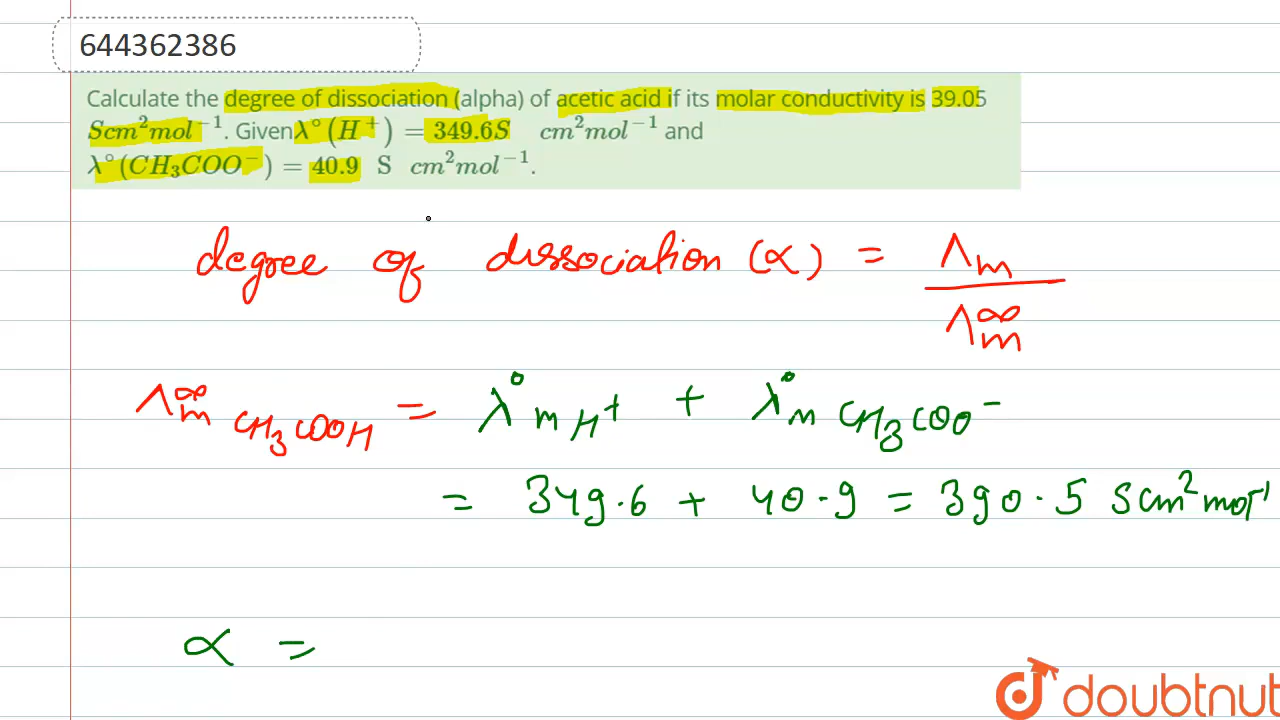 644362386
Calculate the degree of dissociation (alpha) of acetic acid if its molar conductivity is 39.05
Scm²mol⁻¹. Given λ°(H⁺) = 349.6S cm²mol⁻¹ and
λ°(CH₃COO⁻) = 40.9 S cm²mol⁻¹.
degree of dissociation (α) = Λm / Λm^∞
Λm^∞ CH₃COOH = λ°m H⁺ + λ°m CH₃COO⁻
= 349.6 + 40.9 = 390.5 Scm²mol⁻¹
α =
doubtnut